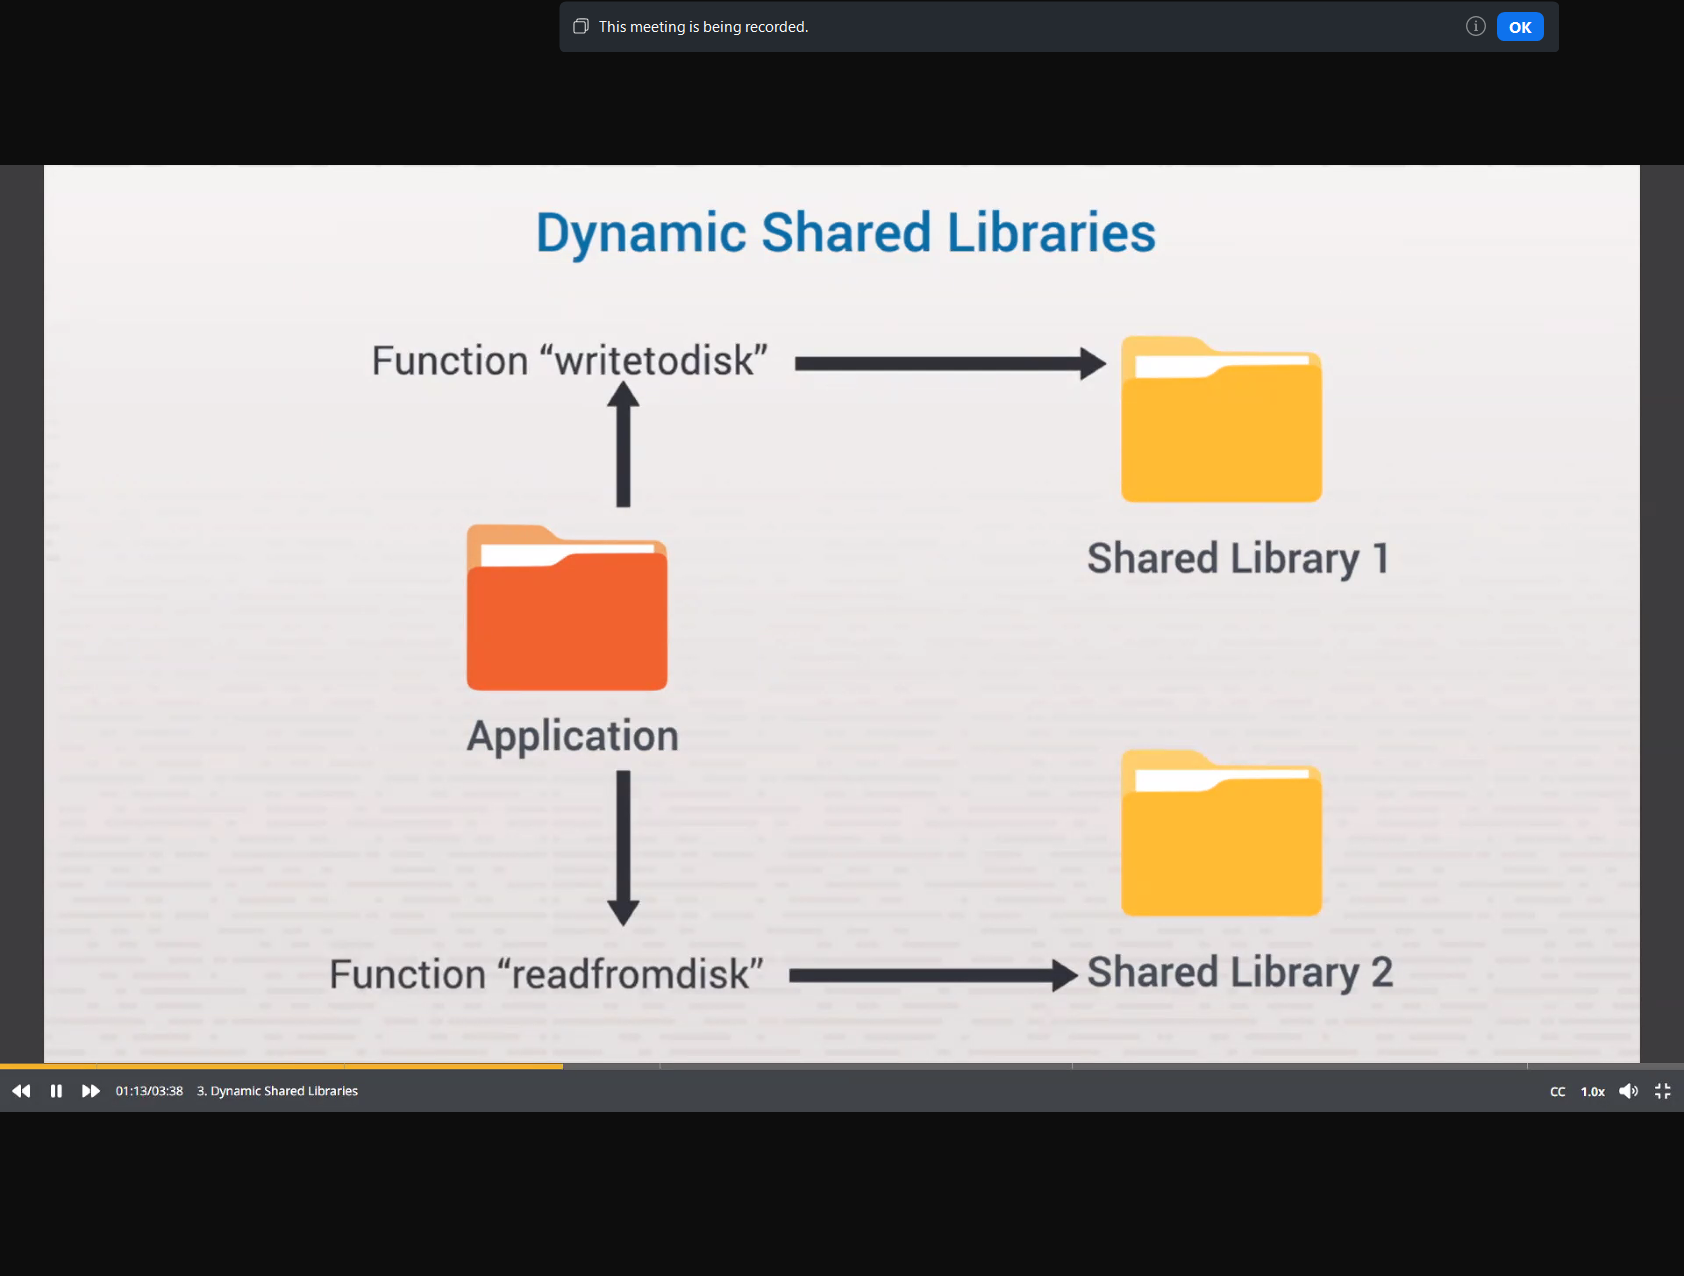 This meeting is being recorded.
OK
Dynamic Shared Libraries
Function “writetodisk”
Shared Library 1
Application
Function “readfromdisk”
Shared Library 2
01:13/03:38 3. Dynamic Shared Libraries
CC 1.0x